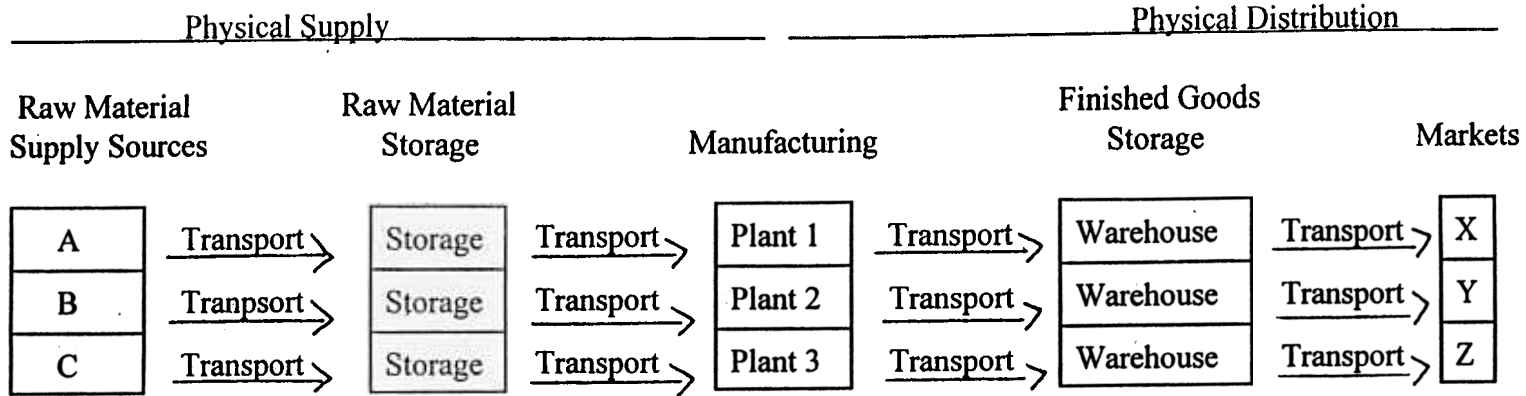 Physical Supply Physical Distribution
Raw Material Supply Sources
Raw Material Storage
Manufacturing
Finished Goods Storage
Markets
A Transport Storage Transport Plant 1 Transport Warehouse Transport X
B Tranpsort Storage Transport Plant 2 Transport Warehouse Transport Y
C Transport Storage Transport Plant 3 Transport Warehouse Transport Z